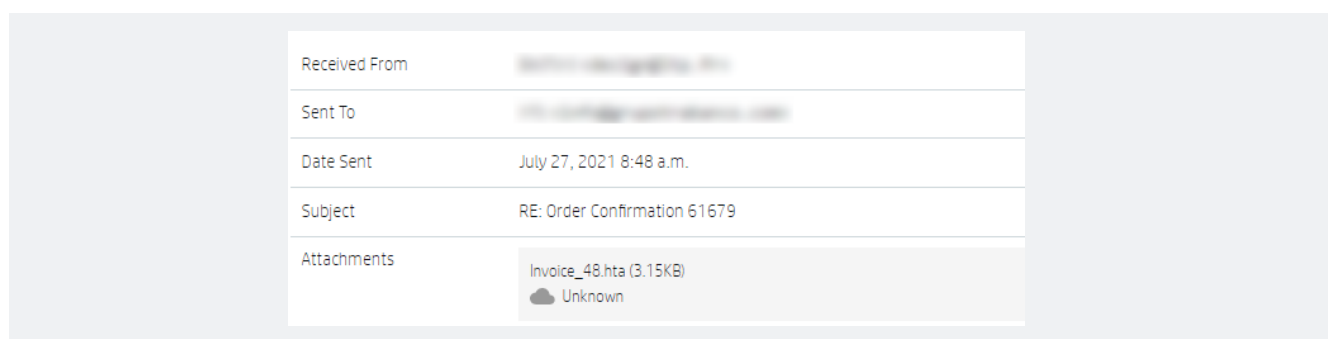 Received From
Sent To
Date Sent July 27, 2021 8:48 a.m.
Subject RE: Order Confirmation 61679
Attachments
Invoice_48.hta (3.15KB)
Unknown